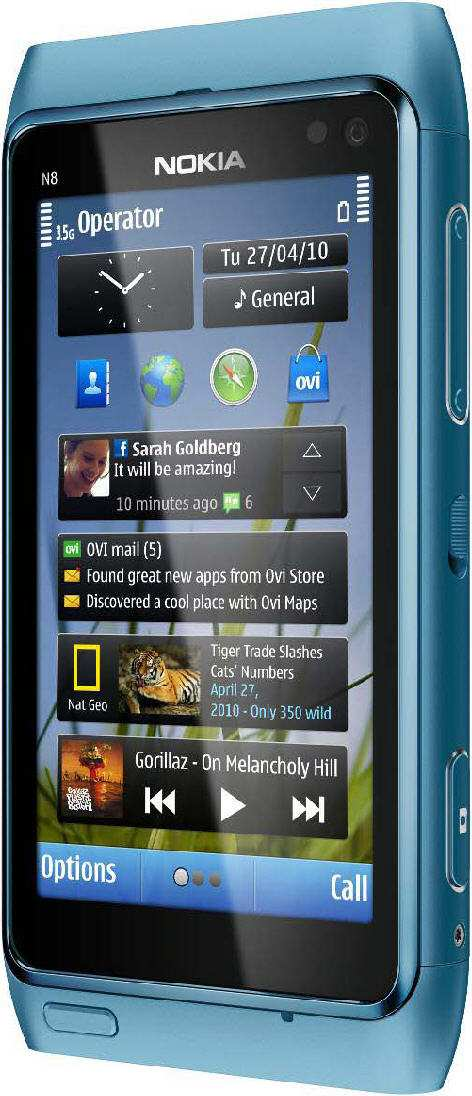 NOKIA
N8
3.5G Operator
Tu 27/04/10
General
ovi
Sarah Goldberg
It will be amazing!
10 minutes ago 6
ovi OVI mail (5)
Found great new apps from Ovi Store
Discovered a cool place with Ovi Maps
Tiger Trade Slashes
Cats' Numbers
April 27,
2010 - Only 350 wild
Nat Geo
Gorillaz - On Melancholy Hill
Options
Call